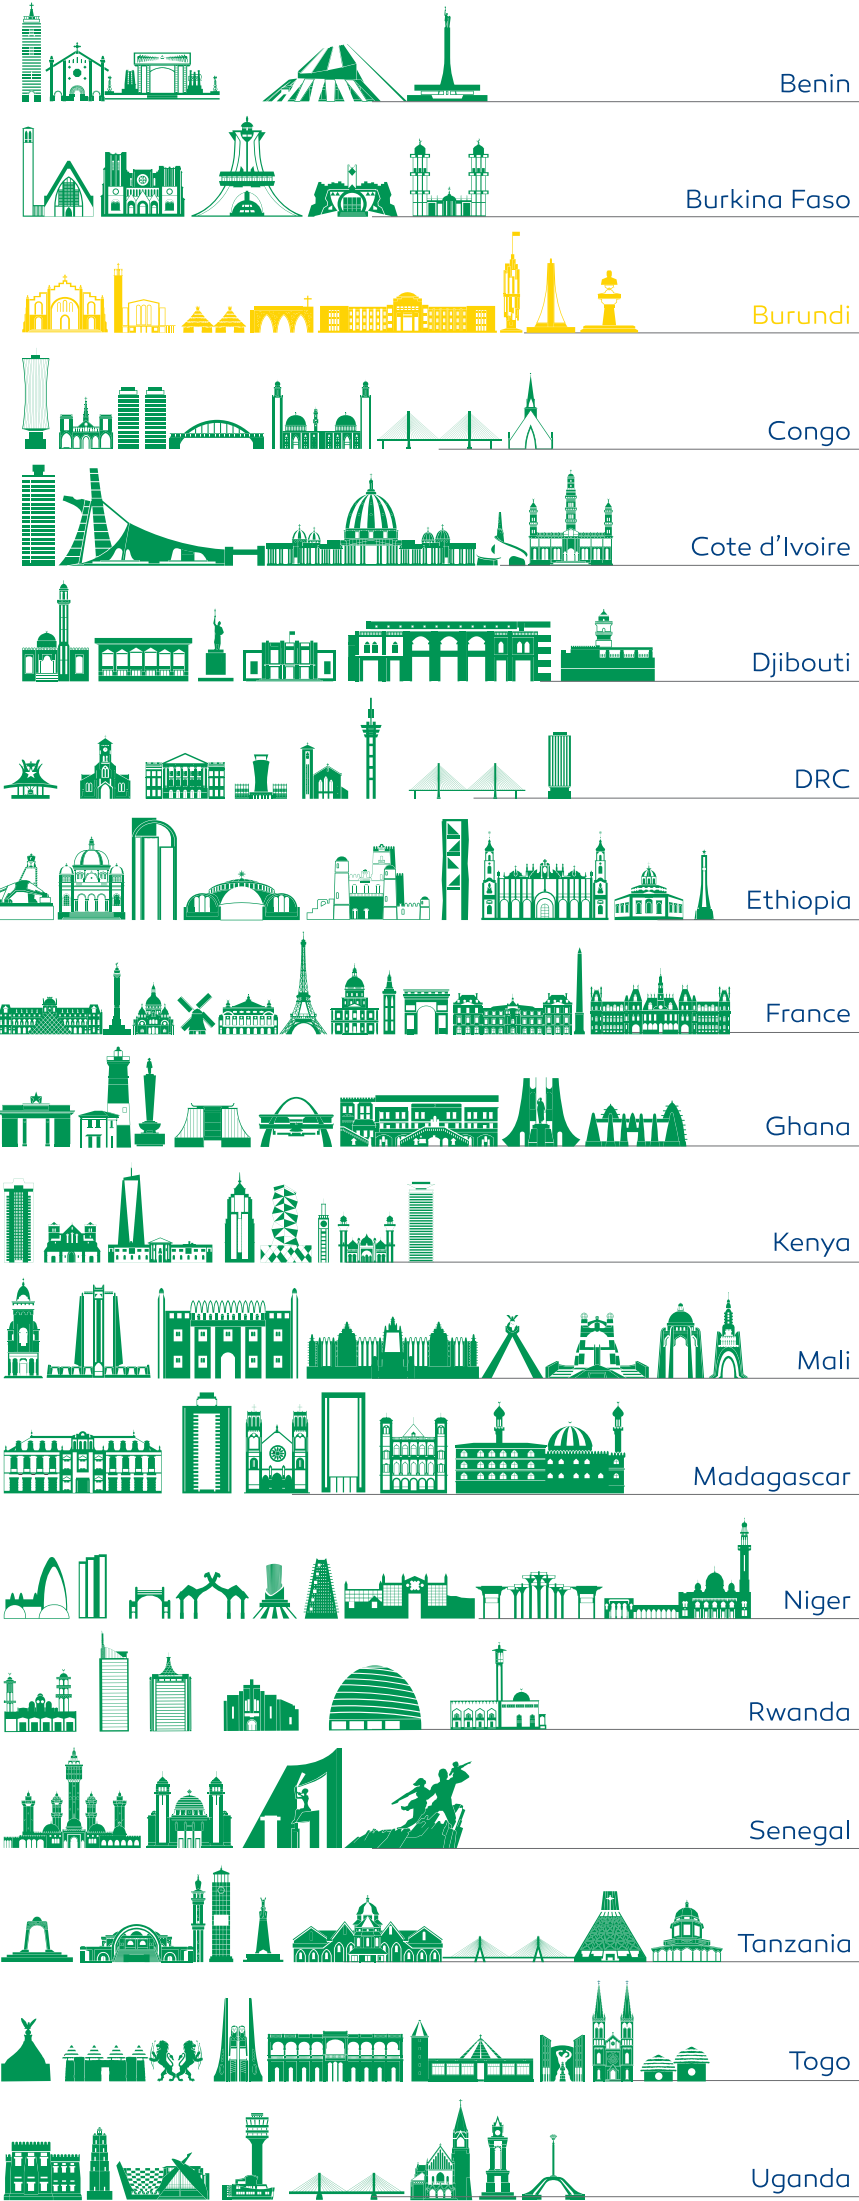 Benin
Burkina Faso
Burundi
Congo
Cote d'Ivoire
Djibouti
DRC
Ethiopia
France
Ghana
Kenya
Mali
Madagascar
Niger
Rwanda
Senegal
Tanzania
Togo
Uganda